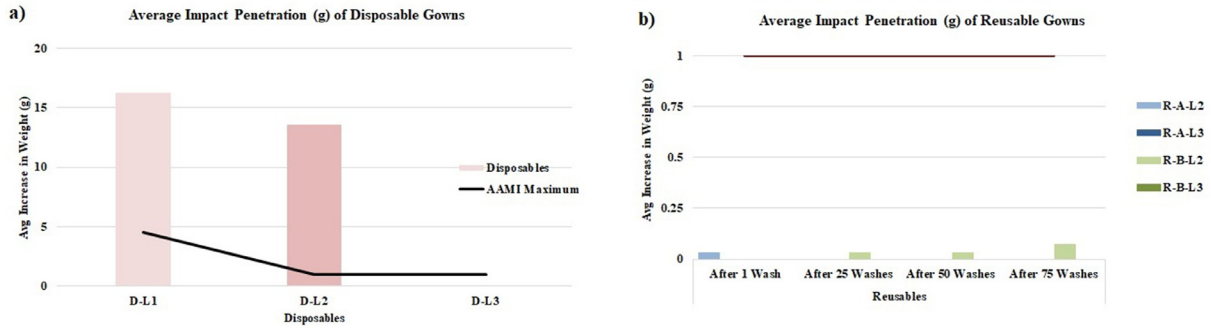 a)
Average Impact Penetration (g) of Disposable Gowns
Avg Increase in Weight (g)
20
15
10
5
0
D-L1
D-L2
D-L3
Disposables
Disposables
AAMI Maximum
b)
Average Impact Penetration (g) of Reusable Gowns
Avg Increase in Weight (g)
1
0.75
0.5
0.25
0
After 1 Wash
After 25 Washes
After 50 Washes
After 75 Washes
Reusables
R-A-L2
R-A-L3
R-B-L2
R-B-L3